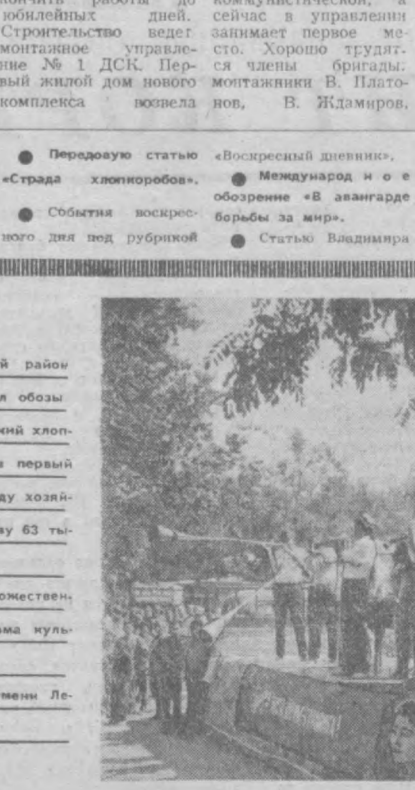 кончить работы до
юбилейных дней.
Строительство ведет
монтажное управле-
ние № 1 ДСК. Пер-
вый жилой дом нового
комплекса возвела
коммунистической, а
сейчас в управлении
занимает первое ме-
сто. Хорошо трудят-
ся члены бригады:
монтажники В. Плато-
нов, В. Ждамиров,
● Передовую статью
«Страда хлопкоробов».
● События воскрес-
ного дня под рубрикой
«Воскресный дневник».
● Международ н о е
обозрение «В авангарде
борьбы за мир».
● Статью Владимира
й район
обозы
кий хлоп-
первый
ду хозяй-
ву 63 ты-
ожествен-
ма куль-
мени Ле-